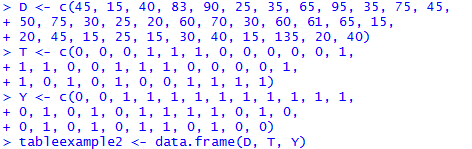 > D <- c(45, 15, 40, 83, 90, 25, 35, 65, 95, 35, 75, 45,
+ 50, 75, 30, 25, 20, 60, 70, 30, 60, 61, 65, 15,
+ 20, 45, 15, 25, 15, 30, 40, 15, 135, 20, 40)
> T <- c(0, 0, 0, 1, 1, 1, 0, 0, 0, 0, 0, 1,
+ 1, 1, 0, 0, 1, 1, 1, 0, 0, 0, 0, 1,
+ 1, 0, 1, 0, 1, 0, 0, 1, 1, 1, 1)
> Y <- c(0, 0, 1, 1, 1, 1, 1, 1, 1, 1, 1, 1,
+ 0, 1, 0, 1, 0, 1, 1, 1, 1, 0, 1, 0,
+ 0, 1, 0, 1, 0, 1, 1, 0, 1, 0, 0)
> tableexample2 <- data.frame(D, T, Y)